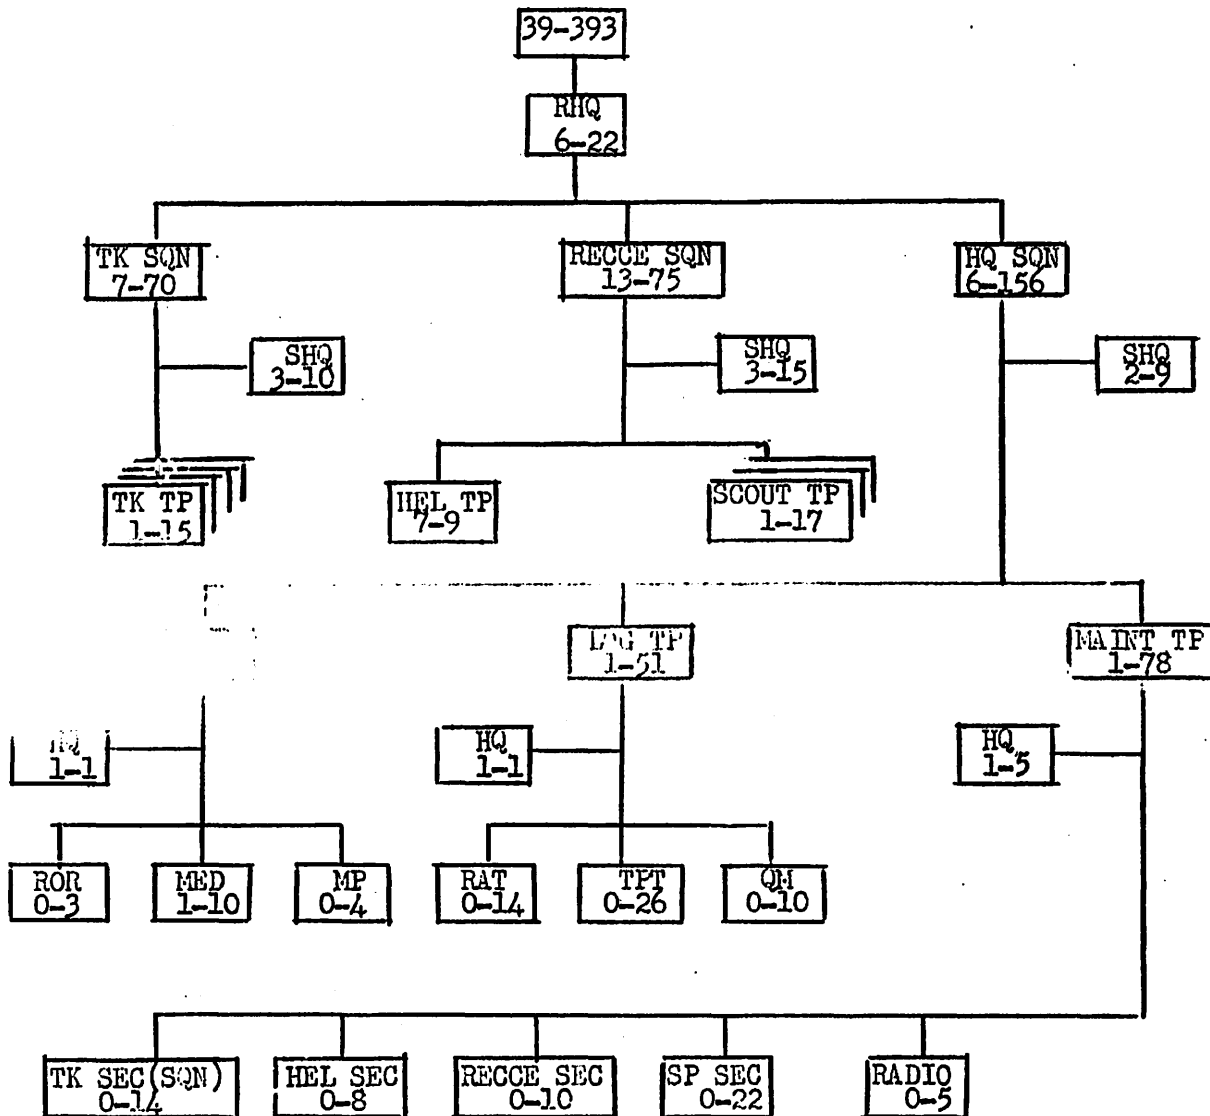 39-393
RHQ
6-22
TK SQN
7-70
RECCE SQN
13-75
HQ SQN
6-156
SHQ
3-10
SHQ
3-15
SHQ
2-9
TK TP
1-15
HEL TP
7-9
SCOUT TP
1-17
LOG TP
1-51
MAINT TP
1-78
HQ
1-1
HQ
1-1
HQ
1-5
ROR
0-3
MED
1-10
MP
0-4
RAT
0-14
TPT
0-26
QM
0-10
TK SEC(SQN)
0-14
HEL SEC
0-8
RECCE SEC
0-10
SP SEC
0-22
RADIO
0-5